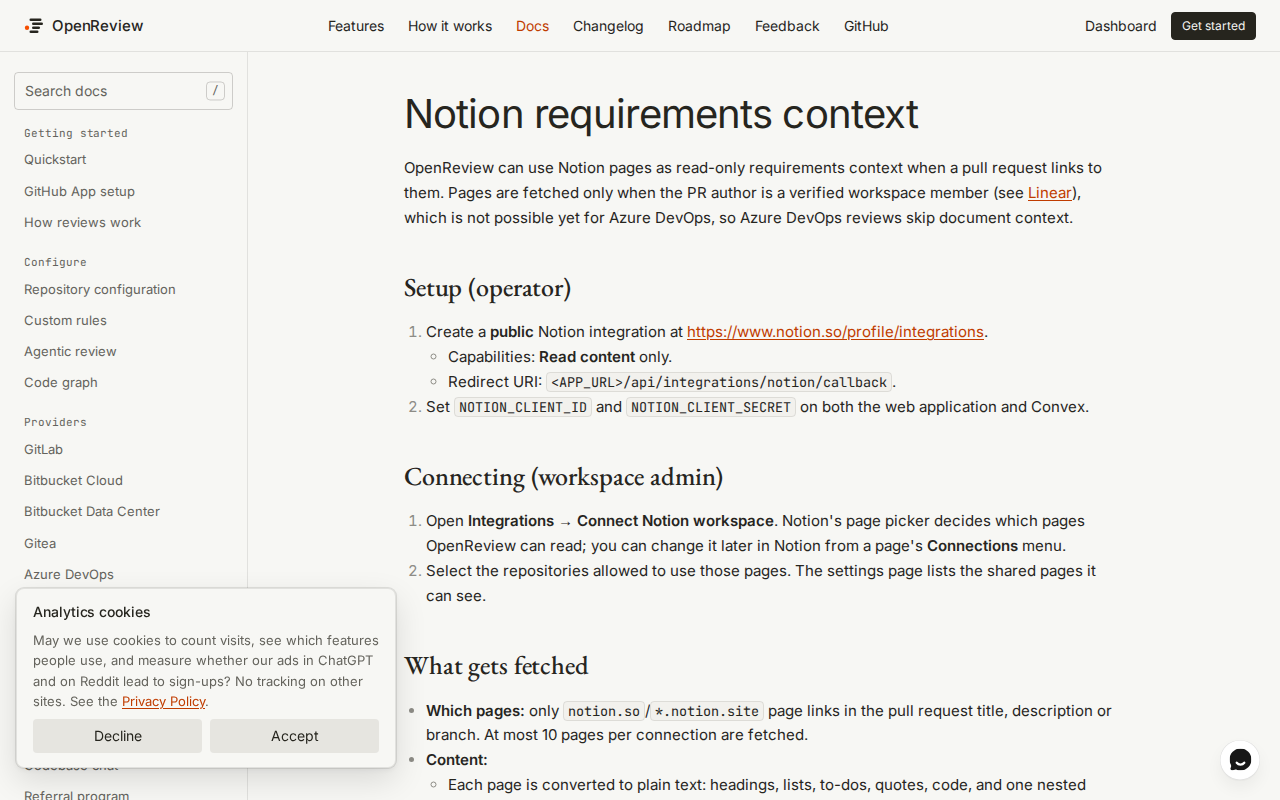 OpenReview
Features
How it works
Docs
Changelog
Roadmap
Feedback
GitHub
Dashboard
Get started
Search docs
/
Getting started
Quickstart
GitHub App setup
How reviews work
Configure
Repository configuration
Custom rules
Agentic review
Code graph
Providers
GitLab
Bitbucket Cloud
Bitbucket Data Center
Gitea
Azure DevOps
Analytics cookies
May we use cookies to count visits, see which features
people use, and measure whether our ads in ChatGPT
and on Reddit lead to sign-ups? No tracking on other
sites. See the Privacy Policy.
Decline
Accept
Referral program
Notion requirements context
OpenReview can use Notion pages as read-only requirements context when a pull request links to
them. Pages are fetched only when the PR author is a verified workspace member (see Linear),
which is not possible yet for Azure DevOps, so Azure DevOps reviews skip document context.
Setup (operator)
1. Create a public Notion integration at https://www.notion.so/profile/integrations.
Capabilities: Read content only.
Redirect URI: <APP_URL>/api/integrations/notion/callback.
2. Set NOTION_CLIENT_ID and NOTION_CLIENT_SECRET on both the web application and Convex.
Connecting (workspace admin)
1. Open Integrations → Connect Notion workspace. Notion's page picker decides which pages
OpenReview can read; you can change it later in Notion from a page's Connections menu.
2. Select the repositories allowed to use those pages. The settings page lists the shared pages it
can see.
What gets fetched
Which pages: only notion.so/*.notion.site page links in the pull request title, description or
branch. At most 10 pages per connection are fetched.
Content:
Each page is converted to plain text: headings, lists, to-dos, quotes, code, and one nested